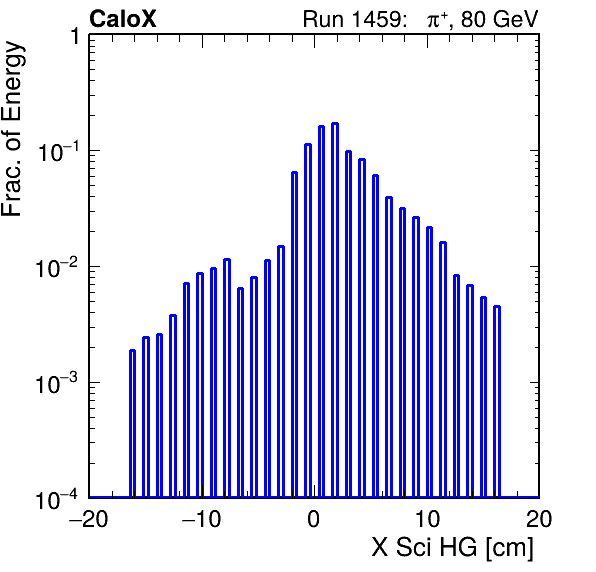 CaloX Run 1459: π⁺, 80 GeV
Frac. of Energy
1
10⁻¹
10⁻²
10⁻³
10⁻⁴
−20 −10 0 10 20
X Sci HG [cm]